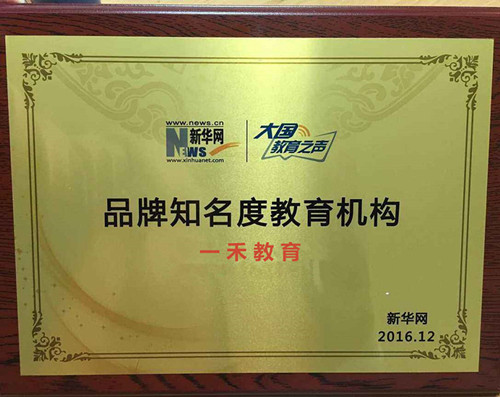 www.news.cn
新华网
NEWS
www.xinhuanet.com
大国
教育之声
品牌知名度教育机构
一禾教育
新华网
2016.12